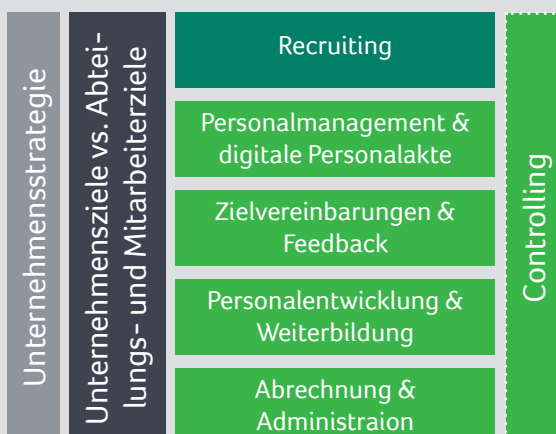 Unternehmensstrategie
Unternehmensziele vs. Abtei-
lungs- und Mitarbeiterziele
Recruiting
Personalmanagement &
digitale Personalakte
Zielvereinbarungen &
Feedback
Personalentwicklung &
Weiterbildung
Abrechnung &
Administraion
Controlling